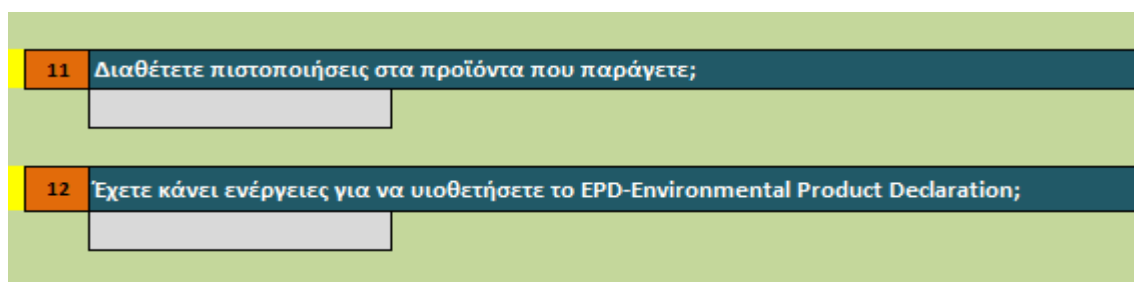 11 Διαθέτετε πιστοποιήσεις στα προϊόντα που παράγετε;
12 Έχετε κάνει ενέργειες για να υιοθετήσετε το EPD-Environmental Product Declaration;